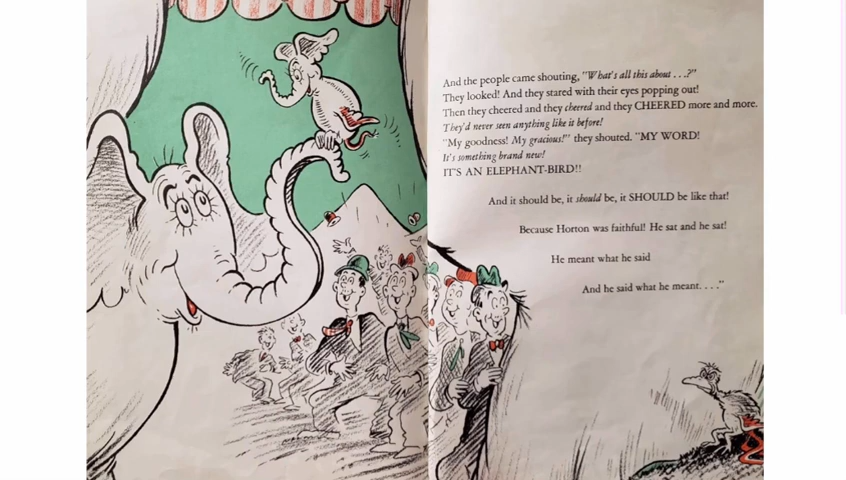 And the people came shouting, "What's all this about . . .?"
They looked! And they stared with their eyes popping out!
Then they cheered and they cheered and they CHEERED more and more.
They'd never seen anything like it before!
"My goodness! My gracious!" they shouted. "MY WORD!
It's something brand new!
IT'S AN ELEPHANT-BIRD!!
And it should be, it should be, it SHOULD be like that!
Because Horton was faithful! He sat and he sat!
He meant what he said
And he said what he meant. . . ."